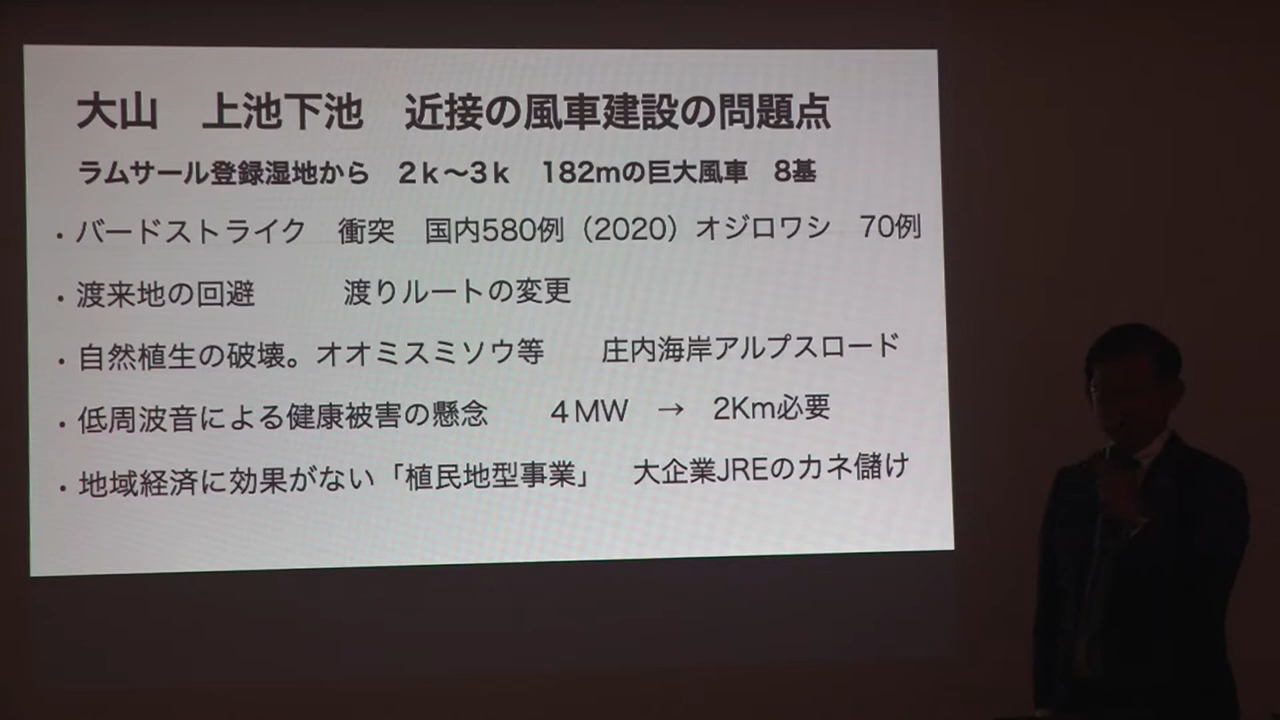 大山　上池下池　近接の風車建設の問題点
ラムサール登録湿地から　２ｋ〜３ｋ　182mの巨大風車　8基
・バードストライク　衝突　国内580例（2020）オジロワシ　70例
・渡来地の回避　　　渡りルートの変更
・自然植生の破壊。オオミスミソウ等　　庄内海岸アルプスロード
・低周波音による健康被害の懸念　　４MW　→　2Km必要
・地域経済に効果がない「植民地型事業」　大企業JREのカネ儲け